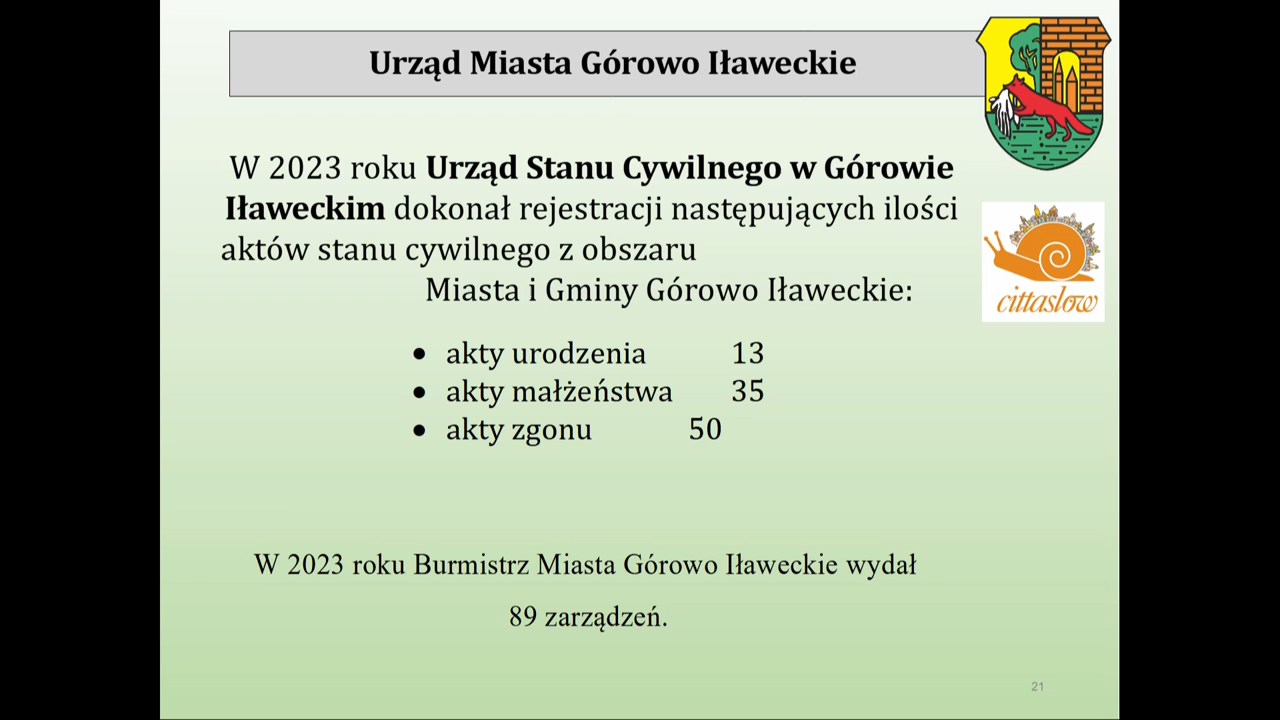 Urząd Miasta Górowo Iławeckie
W 2023 roku Urząd Stanu Cywilnego w Górowie
Iławeckim dokonał rejestracji następujących ilości
aktów stanu cywilnego z obszaru
Miasta i Gminy Górowo Iławeckie:
cittaslow
• akty urodzenia 13
• akty małżeństwa 35
• akty zgonu 50
W 2023 roku Burmistrz Miasta Górowo Iławeckie wydał
89 zarządzeń.
21